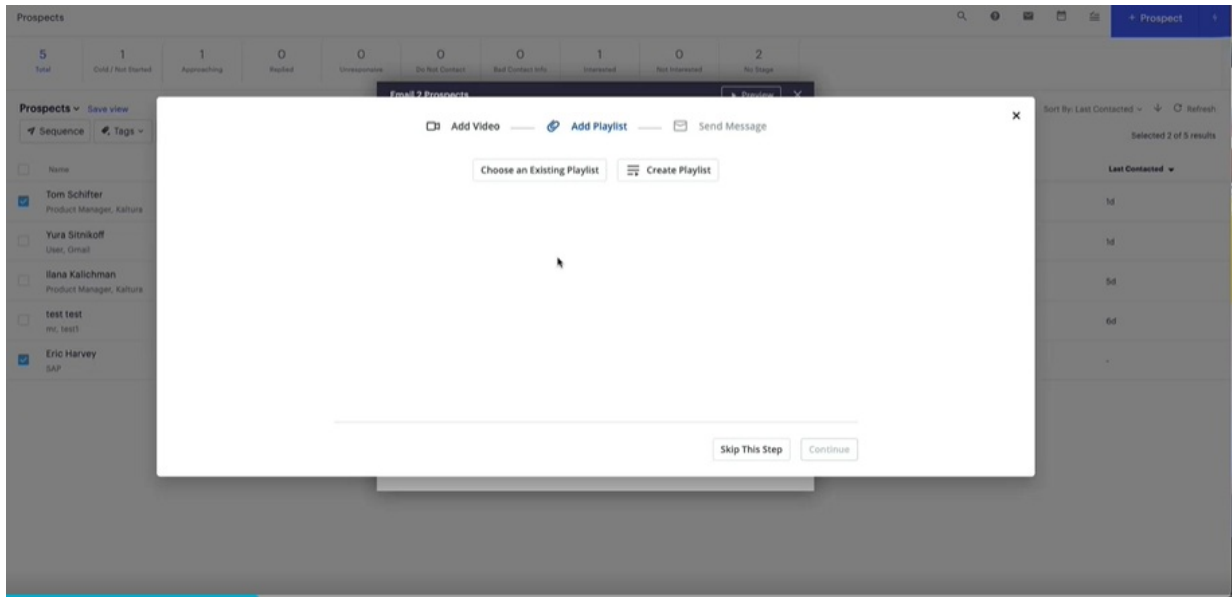 Prospects
+ Prospect
5 1 1 0 0 0 0 1 0 2
Total Cold / Not Started Approaching Replied Unresponsive Do Not Contact Bad Contact Info Interested Not Interested No Stage
Email 2 Prospects Preview
Prospects Save view
Sort By: Last Contacted Refresh
Add Video Add Playlist Send Message
Sequence Tags
Selected 2 of 5 results
Choose an Existing Playlist Create Playlist
Name Last Contacted
Tom Schifter
Product Manager, Kaltura
1d
Yura Sitnikoff
User, Gmail
1d
Ilana Kalichman
Product Manager, Kaltura
5d
test test
mr, test1
6d
Eric Harvey
SAP
-
Skip This Step Continue